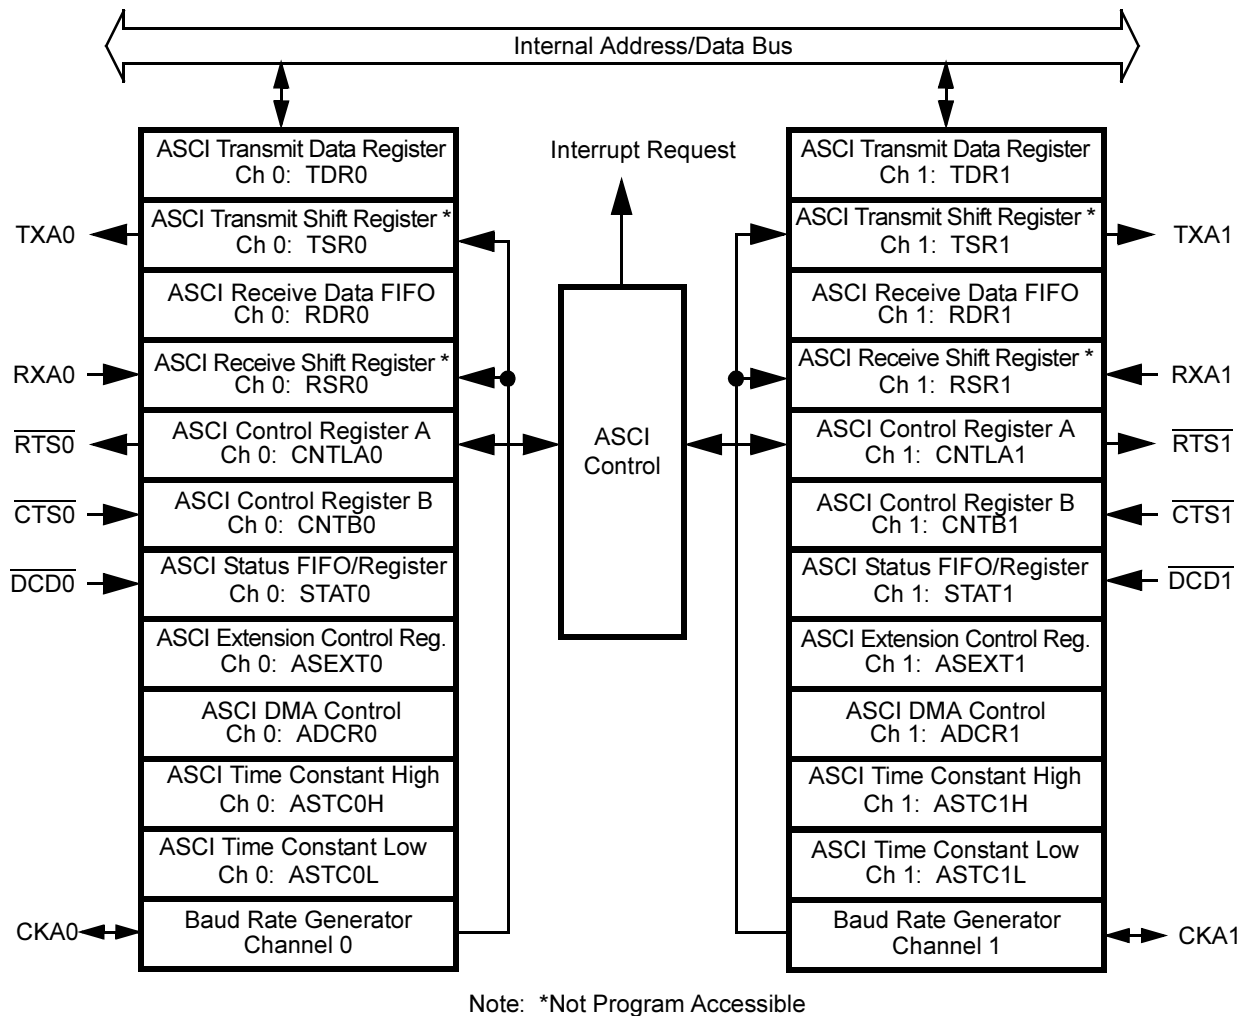 Internal Address/Data Bus
ASCI Transmit Data Register
Ch 0: TDR0
TXA0
ASCI Transmit Shift Register *
Ch 0: TSR0
ASCI Receive Data FIFO
Ch 0: RDR0
RXA0
ASCI Receive Shift Register *
Ch 0: RSR0
RTS0
ASCI Control Register A
Ch 0: CNTLA0
CTS0
ASCI Control Register B
Ch 0: CNTB0
DCD0
ASCI Status FIFO/Register
Ch 0: STAT0
ASCI Extension Control Reg.
Ch 0: ASEXT0
ASCI DMA Control
Ch 0: ADCR0
ASCI Time Constant High
Ch 0: ASTC0H
ASCI Time Constant Low
Ch 0: ASTC0L
CKA0
Baud Rate Generator
Channel 0
Interrupt Request
ASCI
Control
ASCI Transmit Data Register
Ch 1: TDR1
ASCI Transmit Shift Register *
Ch 1: TSR1
TXA1
ASCI Receive Data FIFO
Ch 1: RDR1
ASCI Receive Shift Register *
Ch 1: RSR1
RXA1
ASCI Control Register A
Ch 1: CNTLA1
RTS1
ASCI Control Register B
Ch 1: CNTB1
CTS1
ASCI Status FIFO/Register
Ch 1: STAT1
DCD1
ASCI Extension Control Reg.
Ch 1: ASEXT1
ASCI DMA Control
Ch 1: ADCR1
ASCI Time Constant High
Ch 1: ASTC1H
ASCI Time Constant Low
Ch 1: ASTC1L
Baud Rate Generator
Channel 1
CKA1
Note: *Not Program Accessible